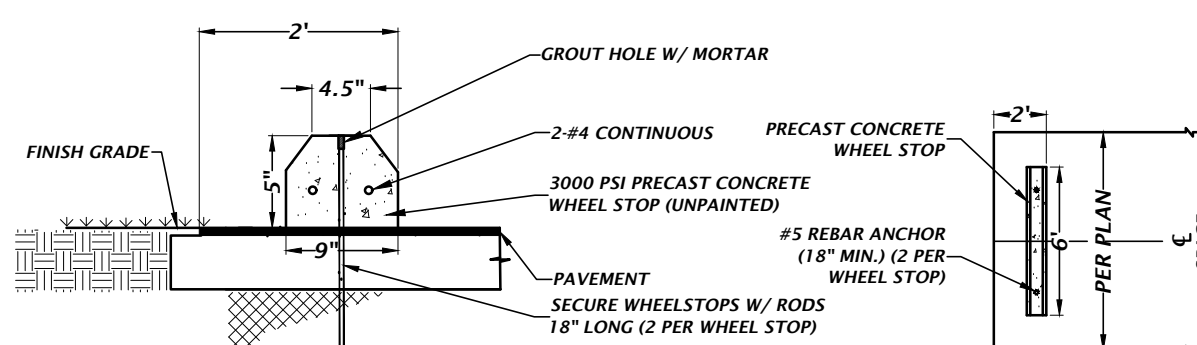 2'
GROUT HOLE W/ MORTAR
4.5"
2-#4 CONTINUOUS
FINISH GRADE
5"
3000 PSI PRECAST CONCRETE
WHEEL STOP (UNPAINTED)
9"
PAVEMENT
SECURE WHEELSTOPS W/ RODS
18" LONG (2 PER WHEEL STOP)
2'
PRECAST CONCRETE
WHEEL STOP
#5 REBAR ANCHOR
(18" MIN.) (2 PER
WHEEL STOP)
6'
PER PLAN
℄